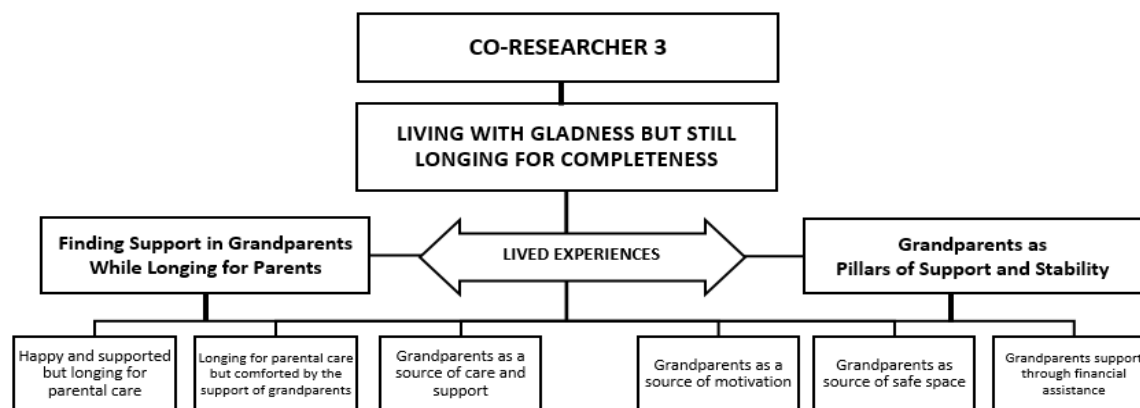 CO-RESEARCHER 3
LIVING WITH GLADNESS BUT STILL
LONGING FOR COMPLETENESS
Finding Support in Grandparents
While Longing for Parents
LIVED EXPERIENCES
Grandparents as
Pillars of Support and Stability
Happy and supported
but longing for
parental care
Longing for parental care
but comforted by the
support of grandparents
Grandparents as a
source of care and
support
Grandparents as a
source of motivation
Grandparents as
source of safe space
Grandparents support
through financial
assistance